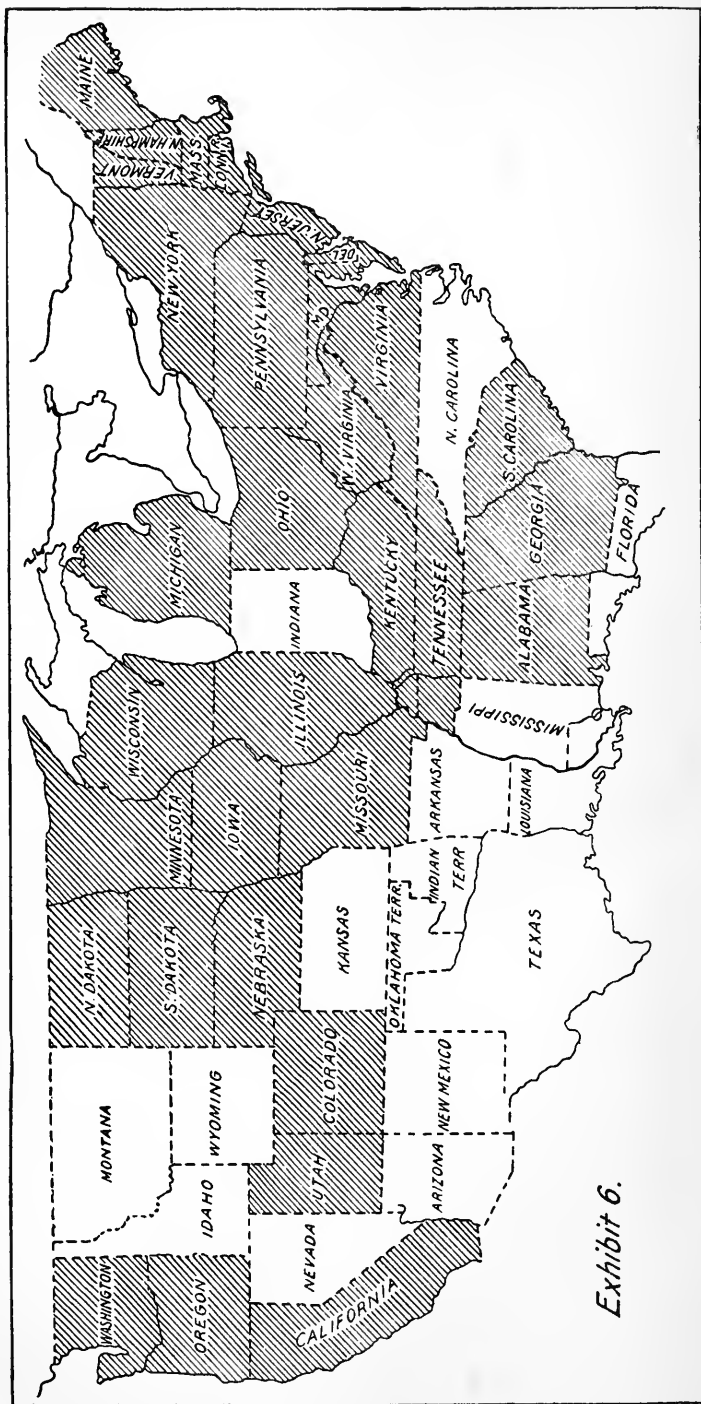 WASHINGTON
OREGON
CALIFORNIA
NEVADA
IDAHO
MONTANA
WYOMING
UTAH
COLORADO
ARIZONA
NEW MEXICO
N. DAKOTA
S. DAKOTA
NEBRASKA
KANSAS
OKLAHOMA TERR.
INDIAN
TERR
TEXAS
MINNESOTA
IOWA
MISSOURI
ARKANSAS
LOUISIANA
WISCONSIN
ILLINOIS
MICHIGAN
INDIANA
OHIO
KENTUCKY
TENNESSEE
MISSISSIPPI
ALABAMA
GEORGIA
FLORIDA
S. CAROLINA
N. CAROLINA
VIRGINIA
W. VIRGINIA
MD.
DEL.
PENNSYLVANIA
N. JERSEY
NEW YORK
CONN.
R.I.
MASS.
VERMONT
N. HAMPSHIRE
MAINE
Exhibit 6.